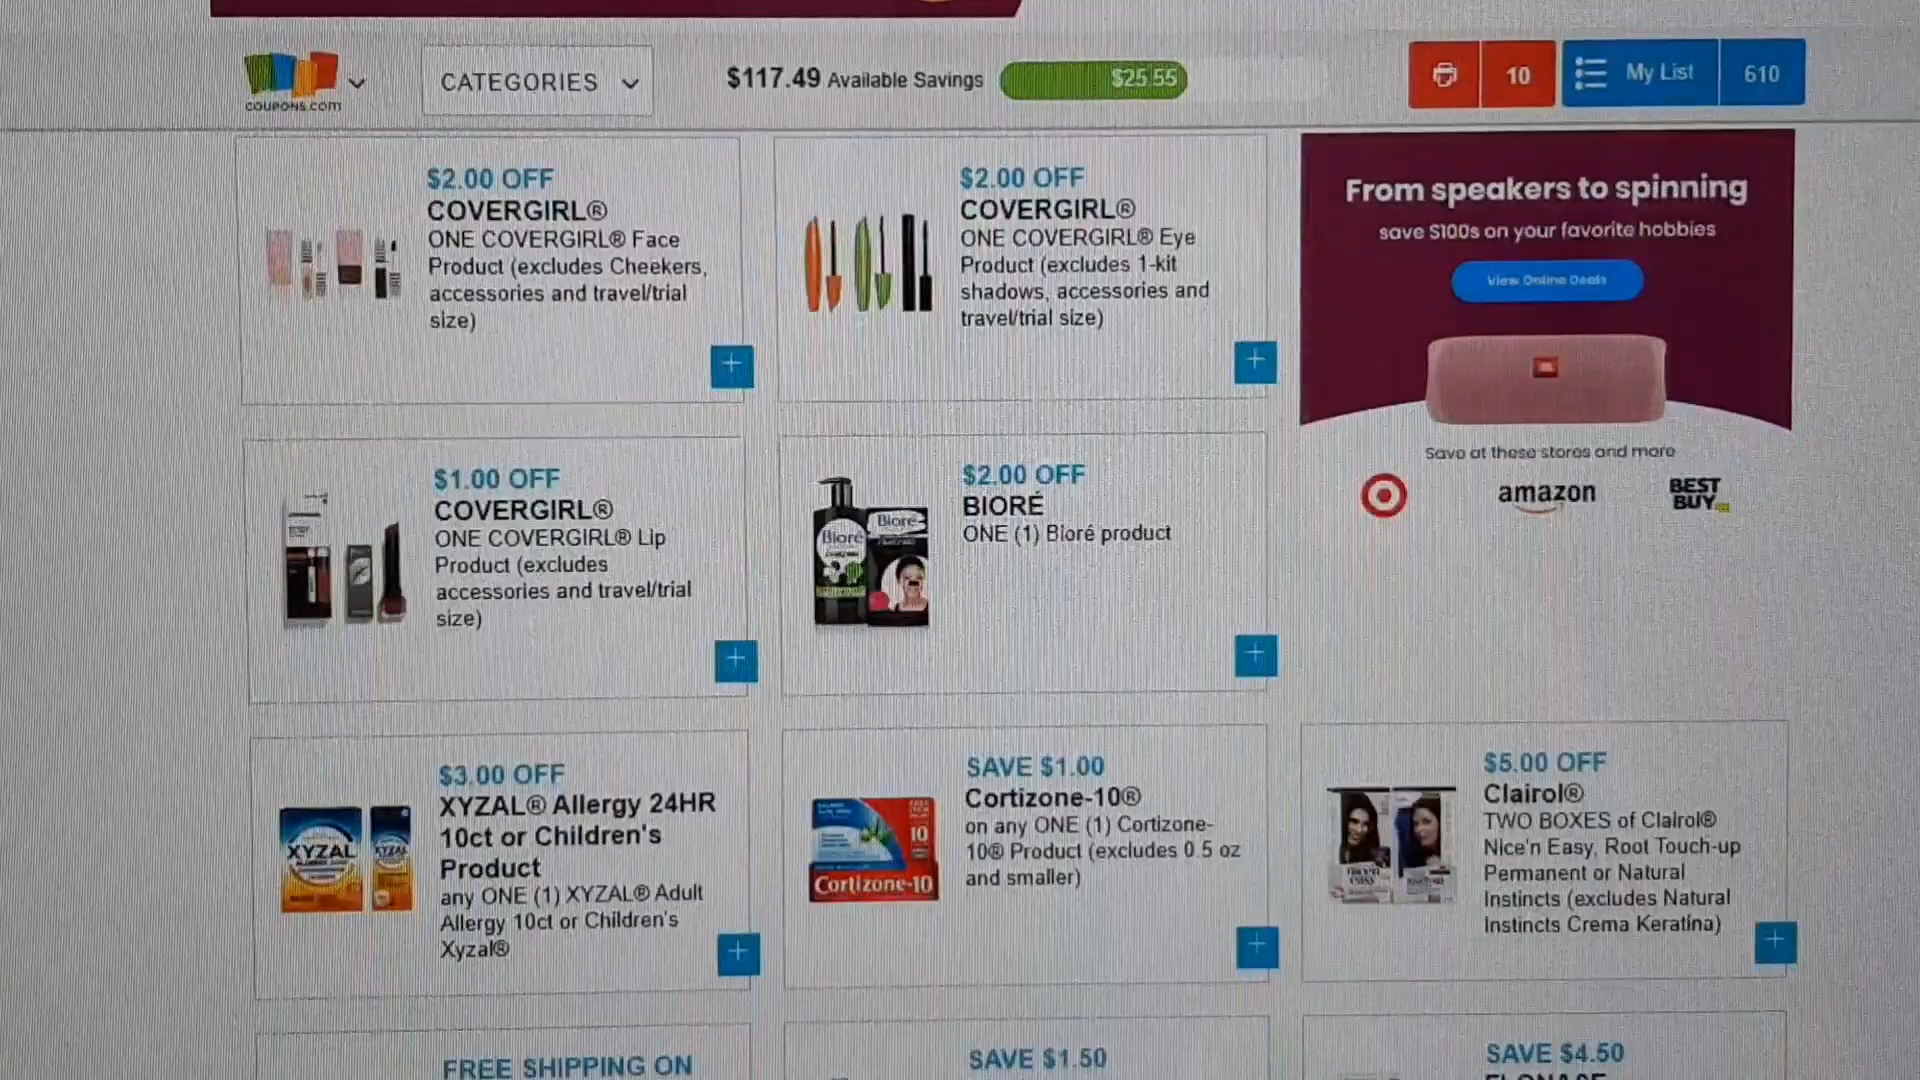 COUPONS.COM
CATEGORIES
$117.49 Available Savings
$25.55
10
My List
610
$2.00 OFF
COVERGIRL®
ONE COVERGIRL® Face
Product (excludes Cheekers,
accessories and travel/trial
size)
$2.00 OFF
COVERGIRL®
ONE COVERGIRL® Eye
Product (excludes 1-kit
shadows, accessories and
travel/trial size)
From speakers to spinning
save $100s on your favorite hobbies
View Online Deals
Save at these stores and more
amazon
BEST
BUY
$1.00 OFF
COVERGIRL®
ONE COVERGIRL® Lip
Product (excludes
accessories and travel/trial
size)
$2.00 OFF
BIORÉ
ONE (1) Bioré product
Bioré
Bioré
$3.00 OFF
XYZAL® Allergy 24HR
10ct or Children's
Product
any ONE (1) XYZAL® Adult
Allergy 10ct or Children's
Xyzal®
XYZAL
XYZAL
SAVE $1.00
Cortizone-10®
on any ONE (1) Cortizone-
10® Product (excludes 0.5 oz
and smaller)
10
Cortizone-10
$5.00 OFF
Clairol®
TWO BOXES of Clairol®
Nice'n Easy, Root Touch-up
Permanent or Natural
Instincts (excludes Natural
Instincts Crema Keratina)
FREE SHIPPING ON
SAVE $1.50
SAVE $4.50
FLONASE